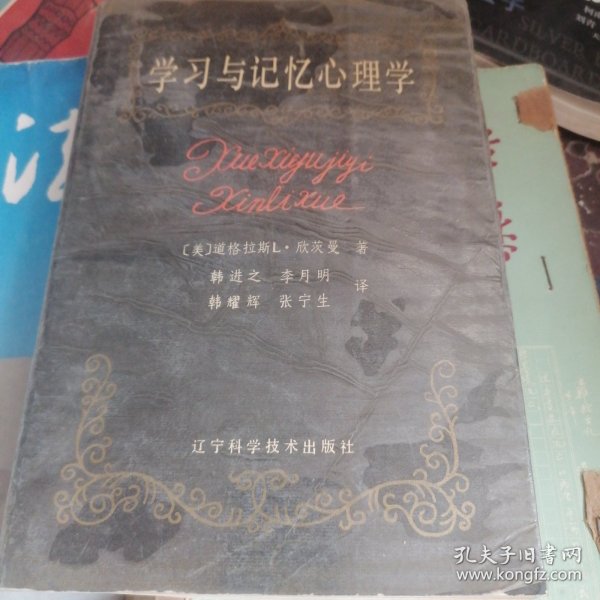 学习与记忆心理学
Xuexiyujiyi
Xinlixue
〔美〕道格拉斯L·欣茨曼 著
韩进之 李月明
韩耀辉 张宁生 译
辽宁科学技术出版社
SILVER
CARDBOARD
孔夫子旧书网
www.kongfz.com